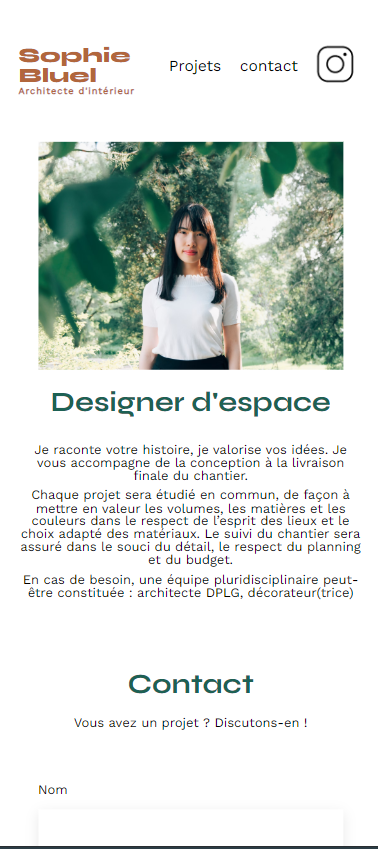 Sophie
Bluel
Architecte d'intérieur
Projets contact
Designer d'espace
Je raconte votre histoire, je valorise vos idées. Je
vous accompagne de la conception à la livraison
finale du chantier.
Chaque projet sera étudié en commun, de façon à
mettre en valeur les volumes, les matières et les
couleurs dans le respect de l'esprit des lieux et le
choix adapté des matériaux. Le suivi du chantier sera
assuré dans le souci du détail, le respect du planning
et du budget.
En cas de besoin, une équipe pluridisciplinaire peut-
être constituée : architecte DPLG, décorateur(trice)
Contact
Vous avez un projet ? Discutons-en !
Nom